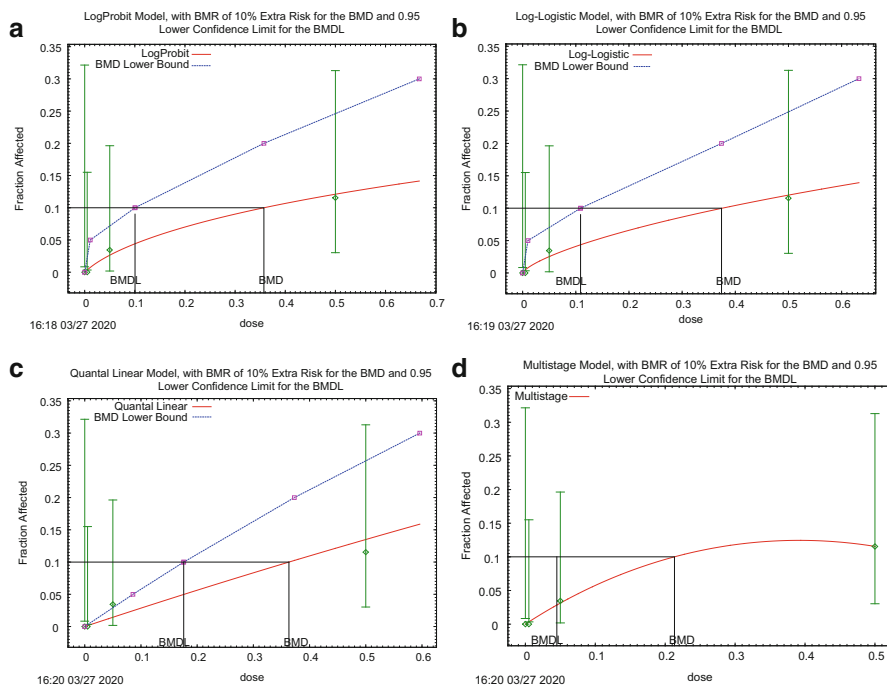 a
LogProbit Model, with BMR of 10% Extra Risk for the BMD and 0.95
Lower Confidence Limit for the BMDL
LogProbit
BMD Lower Bound
Fraction Affected
0.35
0.3
0.25
0.2
0.15
0.1
0.05
0
BMDL
BMD
0
0.1
0.2
0.3
0.4
0.5
0.6
0.7
dose
16:18 03/27 2020
b
Log-Logistic Model, with BMR of 10% Extra Risk for the BMD and 0.95
Lower Confidence Limit for the BMDL
Log-Logistic
BMD Lower Bound
Fraction Affected
0.35
0.3
0.25
0.2
0.15
0.1
0.05
0
BMDL
BMD
0
0.1
0.2
0.3
0.4
0.5
0.6
dose
16:19 03/27 2020
c
Quantal Linear Model, with BMR of 10% Extra Risk for the BMD and 0.95
Lower Confidence Limit for the BMDL
Quantal Linear
BMD Lower Bound
Fraction Affected
0.35
0.3
0.25
0.2
0.15
0.1
0.05
0
BMDL
BMD
0
0.1
0.2
0.3
0.4
0.5
0.6
dose
16:20 03/27 2020
d
Multistage Model, with BMR of 10% Extra Risk for the BMD and 0.95
Lower Confidence Limit for the BMDL
Multistage
Fraction Affected
0.35
0.3
0.25
0.2
0.15
0.1
0.05
0
BMDL
BMD
0
0.1
0.2
0.3
0.4
0.5
dose
16:20 03/27 2020